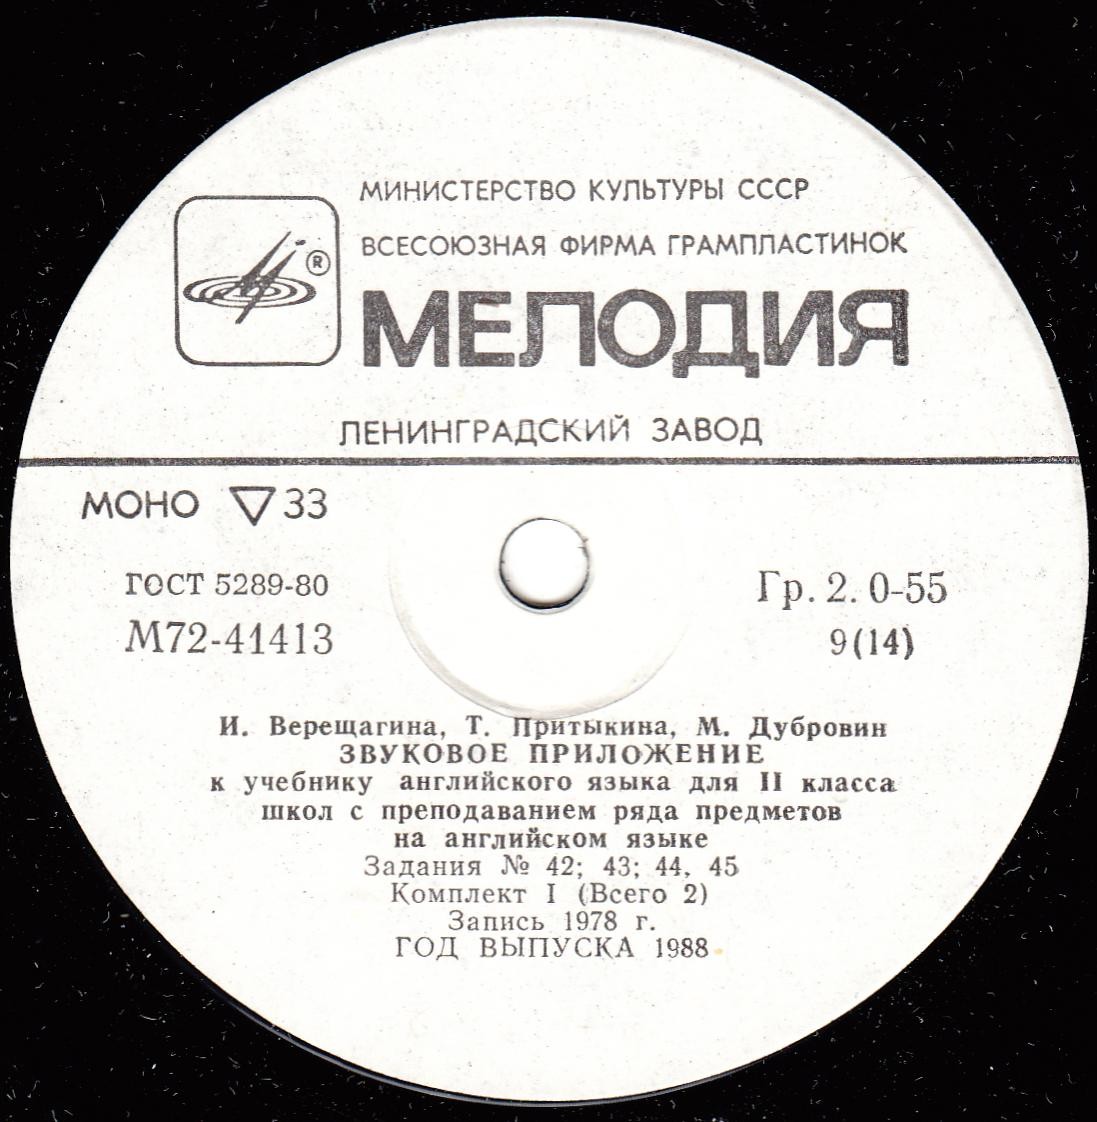 МИНИСТЕРСТВО КУЛЬТУРЫ СССР
ВСЕСОЮЗНАЯ ФИРМА ГРАМПЛАСТИНОК
®
МЕЛОДИЯ
ЛЕНИНГРАДСКИЙ ЗАВОД
МОНО ▽ 33
ГОСТ 5289-80
М72-41413
Гр. 2. 0-55
9(14)
И. Верещагина, Т. Притыкина, М. Дубровин
ЗВУКОВОЕ ПРИЛОЖЕНИЕ
к учебнику английского языка для II класса
школ с преподаванием ряда предметов
на английском языке
Задания № 42; 43; 44, 45
Комплект I (Всего 2)
Запись 1978 г.
ГОД ВЫПУСКА 1988